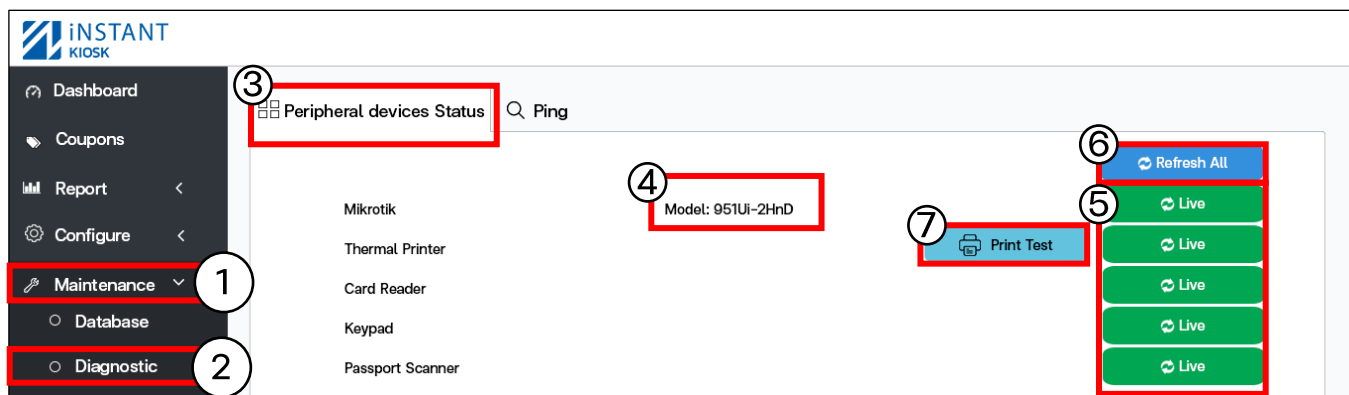 iNSTANT
KIOSK
Dashboard
Coupons
Report
Configure
Maintenance
1
Database
Diagnostic
2
3
Peripheral devices Status
Ping
6
Refresh All
Mikrotik
4
Model: 951Ui-2HnD
5
Live
Thermal Printer
7
Print Test
Live
Card Reader
Live
Keypad
Live
Passport Scanner
Live